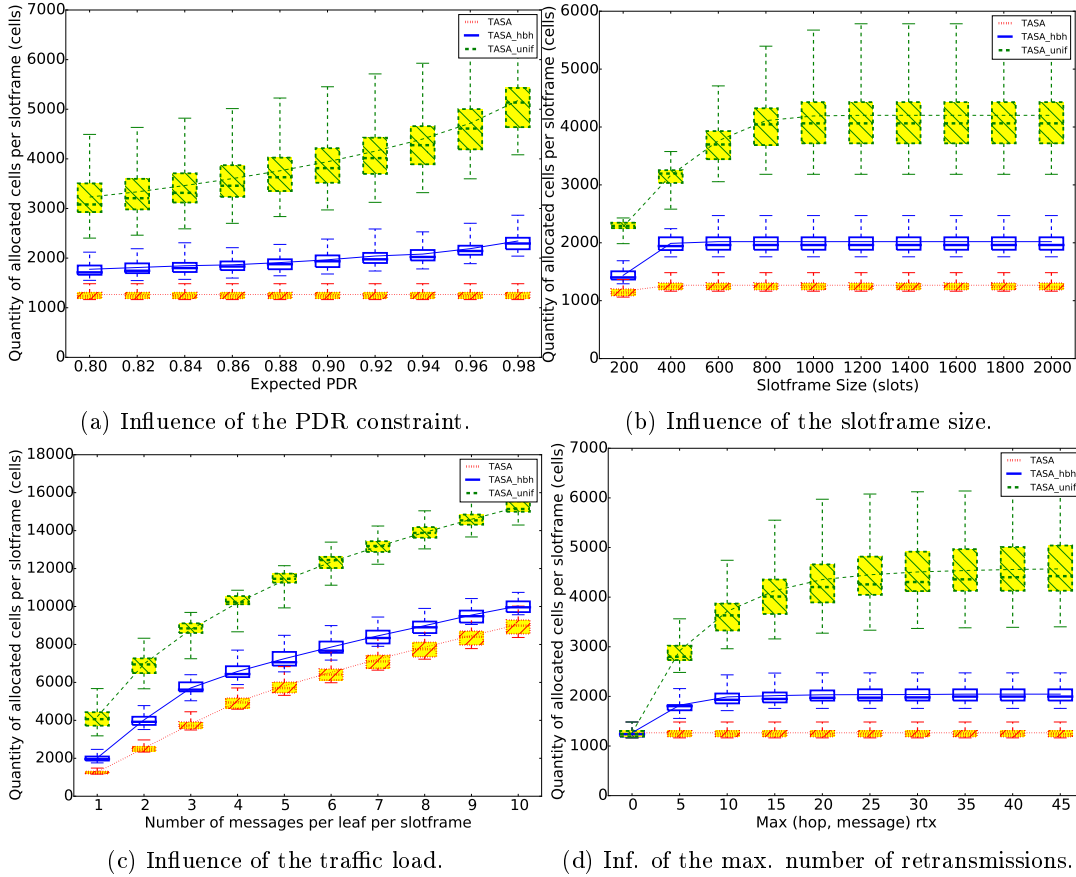 7000
6000
5000
4000
3000
2000
1000
0
Quantity of allocated cells per slotframe (cells)
TASA
TASA_hbh
TASA_unif
0.80 0.82 0.84 0.86 0.88 0.90 0.92 0.94 0.96 0.98
Expected PDR
(a) Influence of the PDR constraint.
6000
5000
4000
3000
2000
1000
0
Quantity of allocated cells per slotframe (cells)
TASA
TASA_hbh
TASA_unif
200 400 600 800 1000 1200 1400 1600 1800 2000
Slotframe Size (slots)
(b) Influence of the slotframe size.
18000
16000
14000
12000
10000
8000
6000
4000
2000
0
Quantity of allocated cells per slotframe (cells)
TASA
TASA_hbh
TASA_unif
1 2 3 4 5 6 7 8 9 10
Number of messages per leaf per slotframe
(c) Influence of the traffic load.
7000
6000
5000
4000
3000
2000
1000
0
Quantity of allocated cells per slotframe (cells)
TASA
TASA_hbh
TASA_unif
0 5 10 15 20 25 30 35 40 45
Max (hop, message) rtx
(d) Inf. of the max. number of retransmissions.